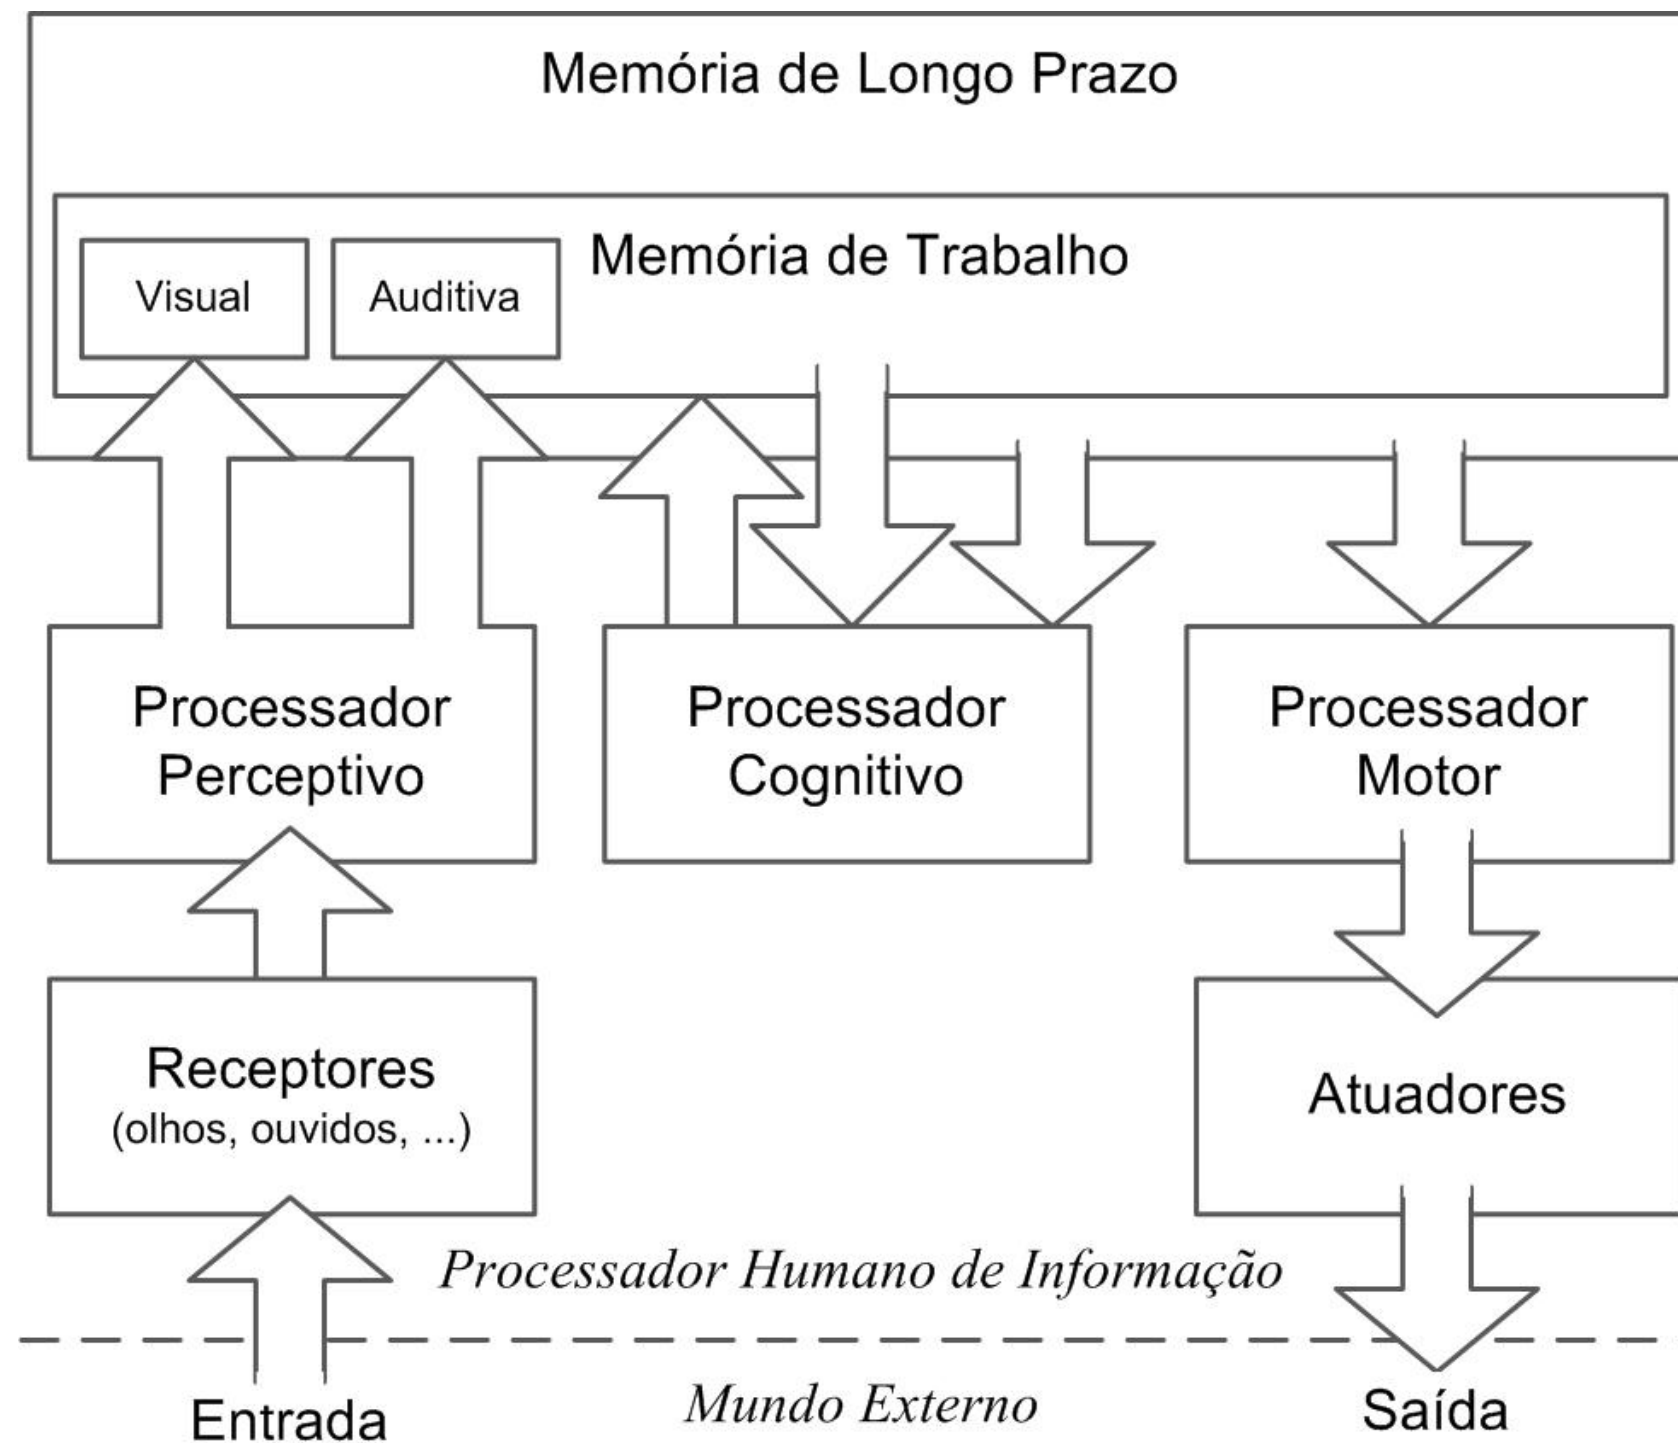 Memória de Longo Prazo
Memória de Trabalho
Visual
Auditiva
Processador
Perceptivo
Processador
Cognitivo
Processador
Motor
Receptores
(olhos, ouvidos, ...)
Atuadores
Processador Humano de Informação
Mundo Externo
Entrada
Saída